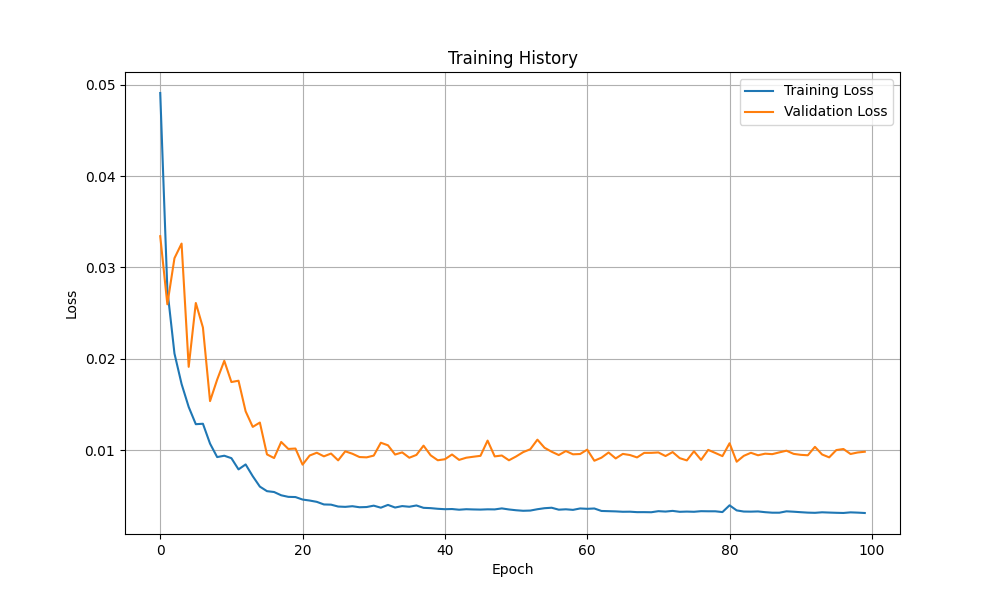 Training History
Training Loss
Validation Loss
0.05
0.04
0.03
0.02
0.01
Loss
0 20 40 60 80 100
Epoch